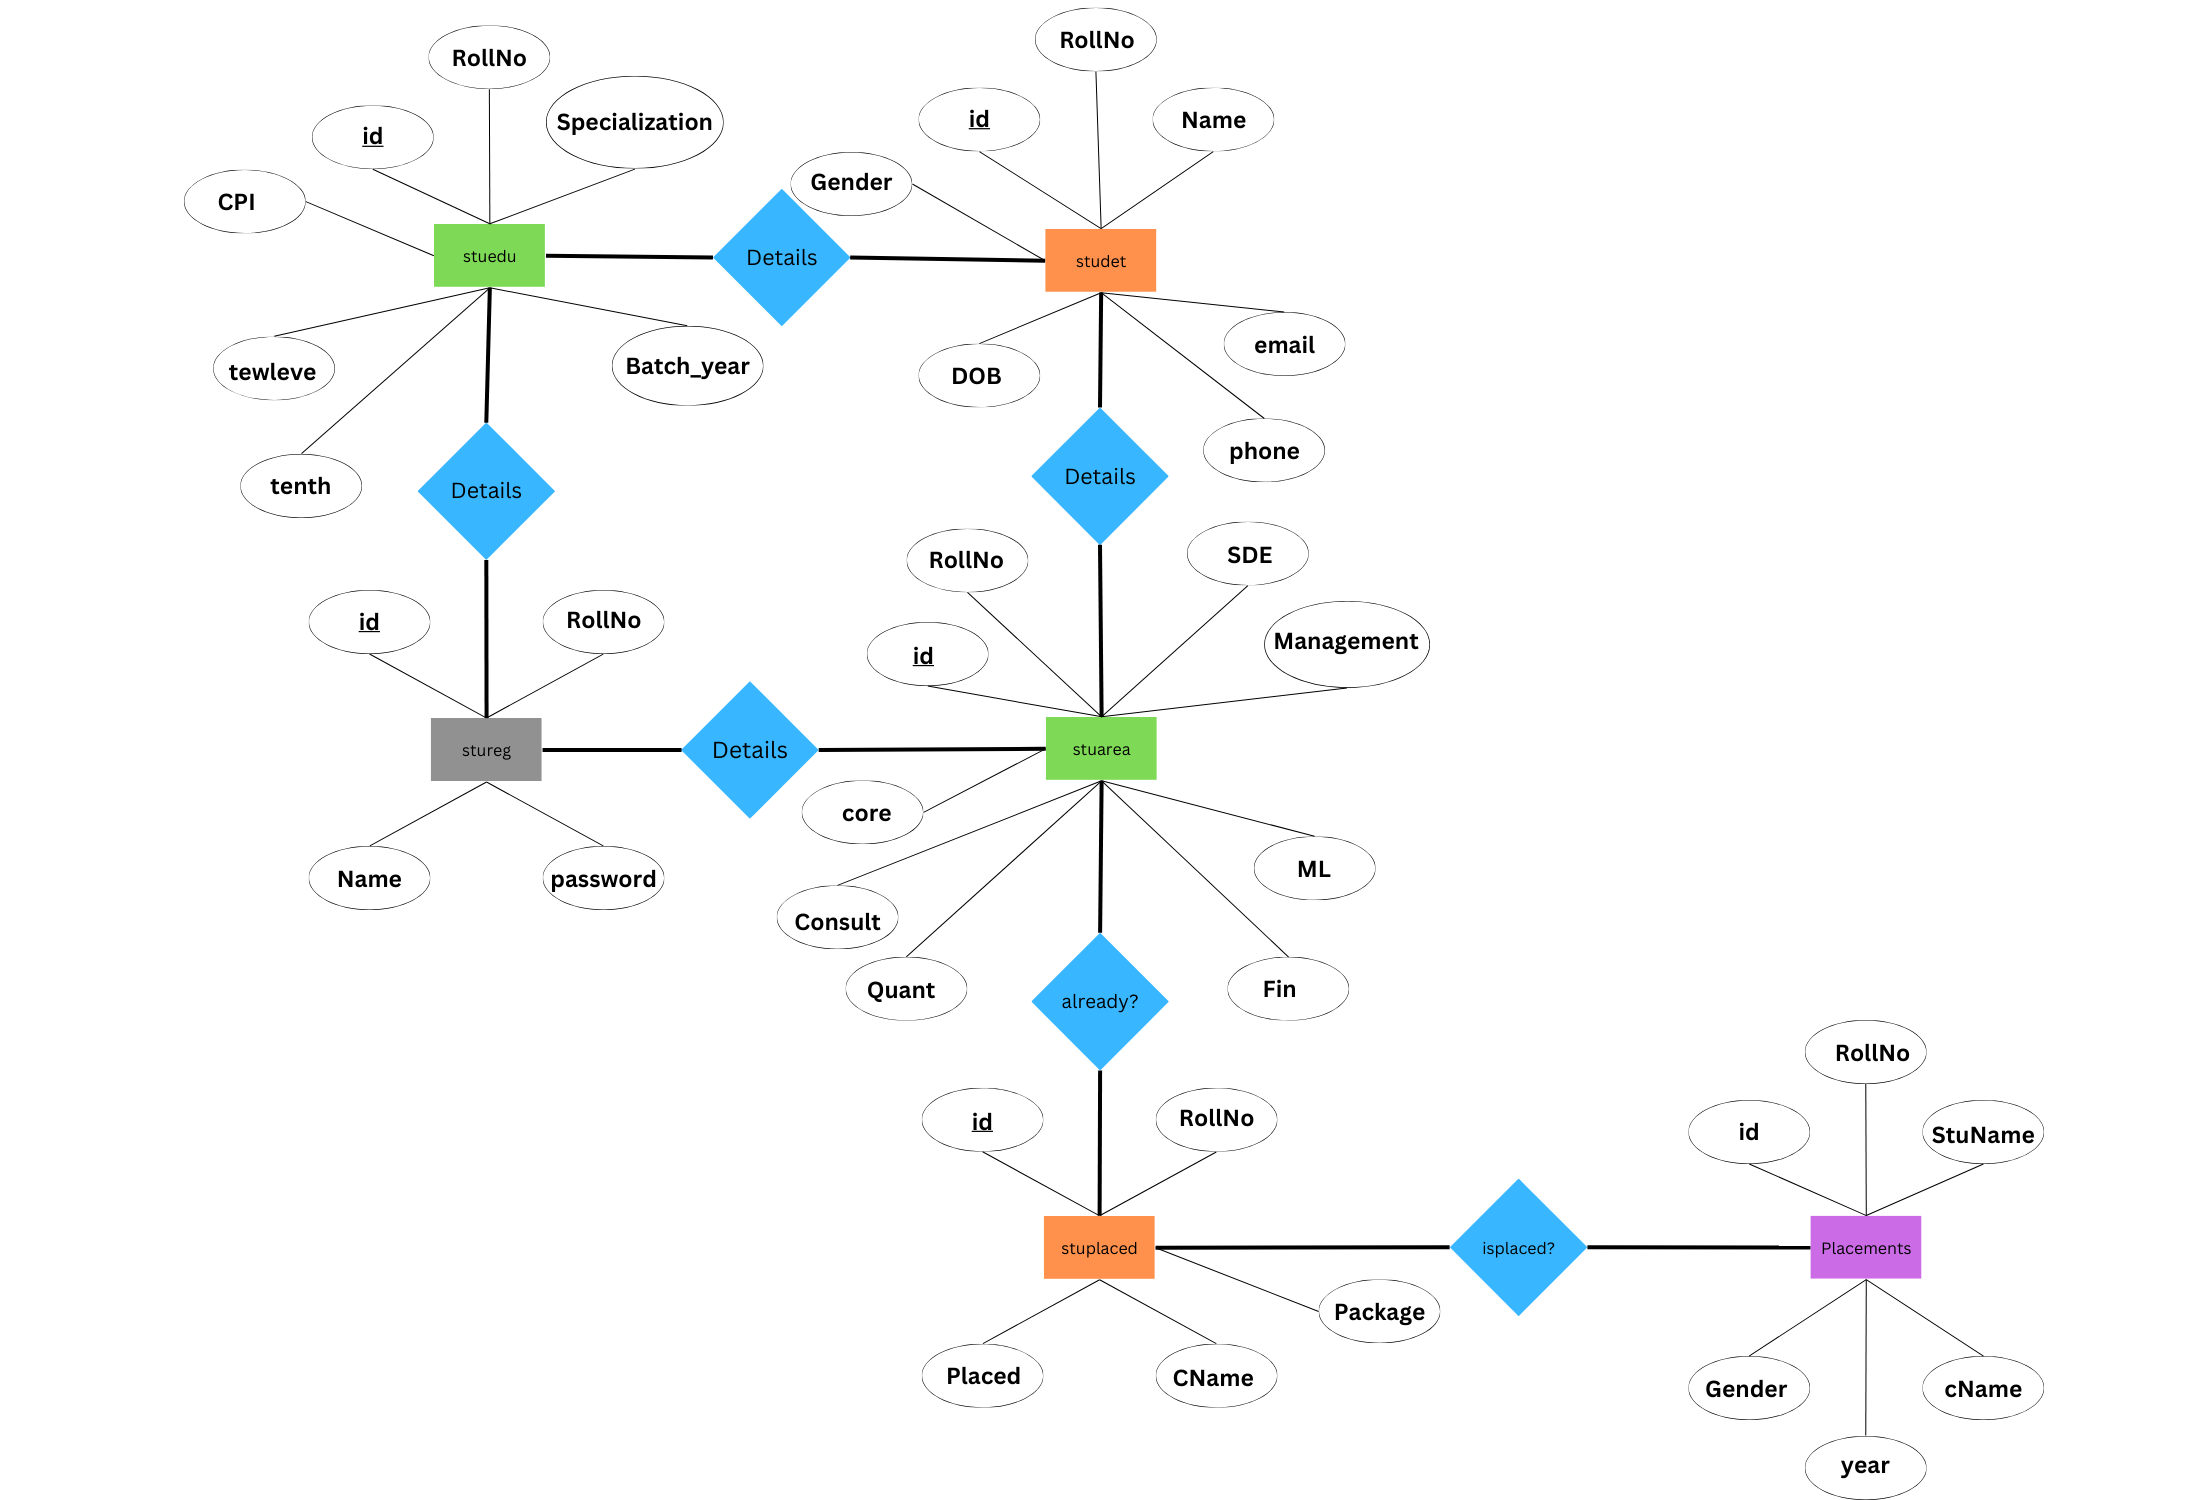 RollNo
RollNo
id
Specialization
id
Name
CPI
Gender
stuedu
Details
studet
tewleve
Batch_year
DOB
email
tenth
Details
Details
phone
RollNo
SDE
id
RollNo
id
Management
stureg
Details
stuarea
core
Name
password
ML
Consult
Quant
Fin
already?
RollNo
id
RollNo
id
StuName
stuplaced
isplaced?
Placements
Package
Placed
CName
Gender
cName
year